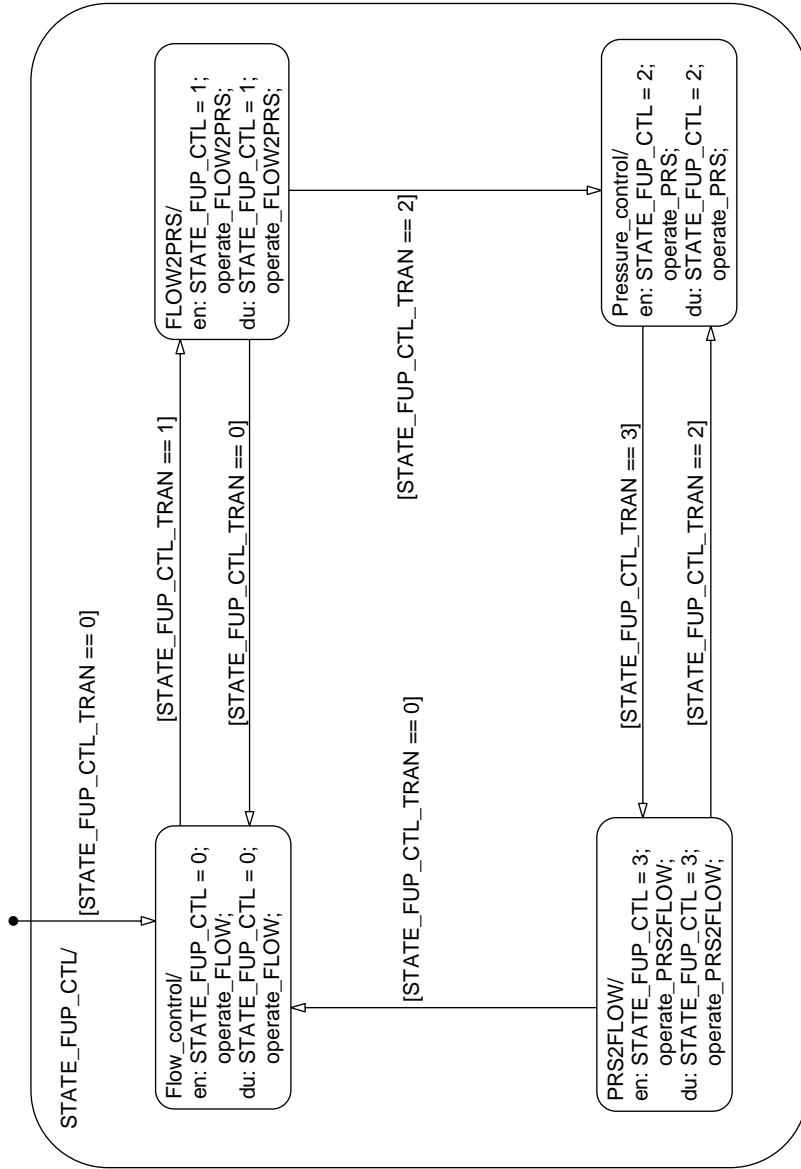 STATE_FUP_CTL/
[STATE_FUP_CTL_TRAN == 0]
Flow_control/
en: STATE_FUP_CTL = 0;
operate_FLOW;
du: STATE_FUP_CTL = 0;
operate_FLOW;
[STATE_FUP_CTL_TRAN == 1]
[STATE_FUP_CTL_TRAN == 0]
FLOW2PRS/
en: STATE_FUP_CTL = 1;
operate_FLOW2PRS;
du: STATE_FUP_CTL = 1;
operate_FLOW2PRS;
[STATE_FUP_CTL_TRAN == 0]
[STATE_FUP_CTL_TRAN == 2]
PRS2FLOW/
en: STATE_FUP_CTL = 3;
operate_PRS2FLOW;
du: STATE_FUP_CTL = 3;
operate_PRS2FLOW;
[STATE_FUP_CTL_TRAN == 3]
[STATE_FUP_CTL_TRAN == 2]
Pressure_control/
en: STATE_FUP_CTL = 2;
operate_PRS;
du: STATE_FUP_CTL = 2;
operate_PRS;